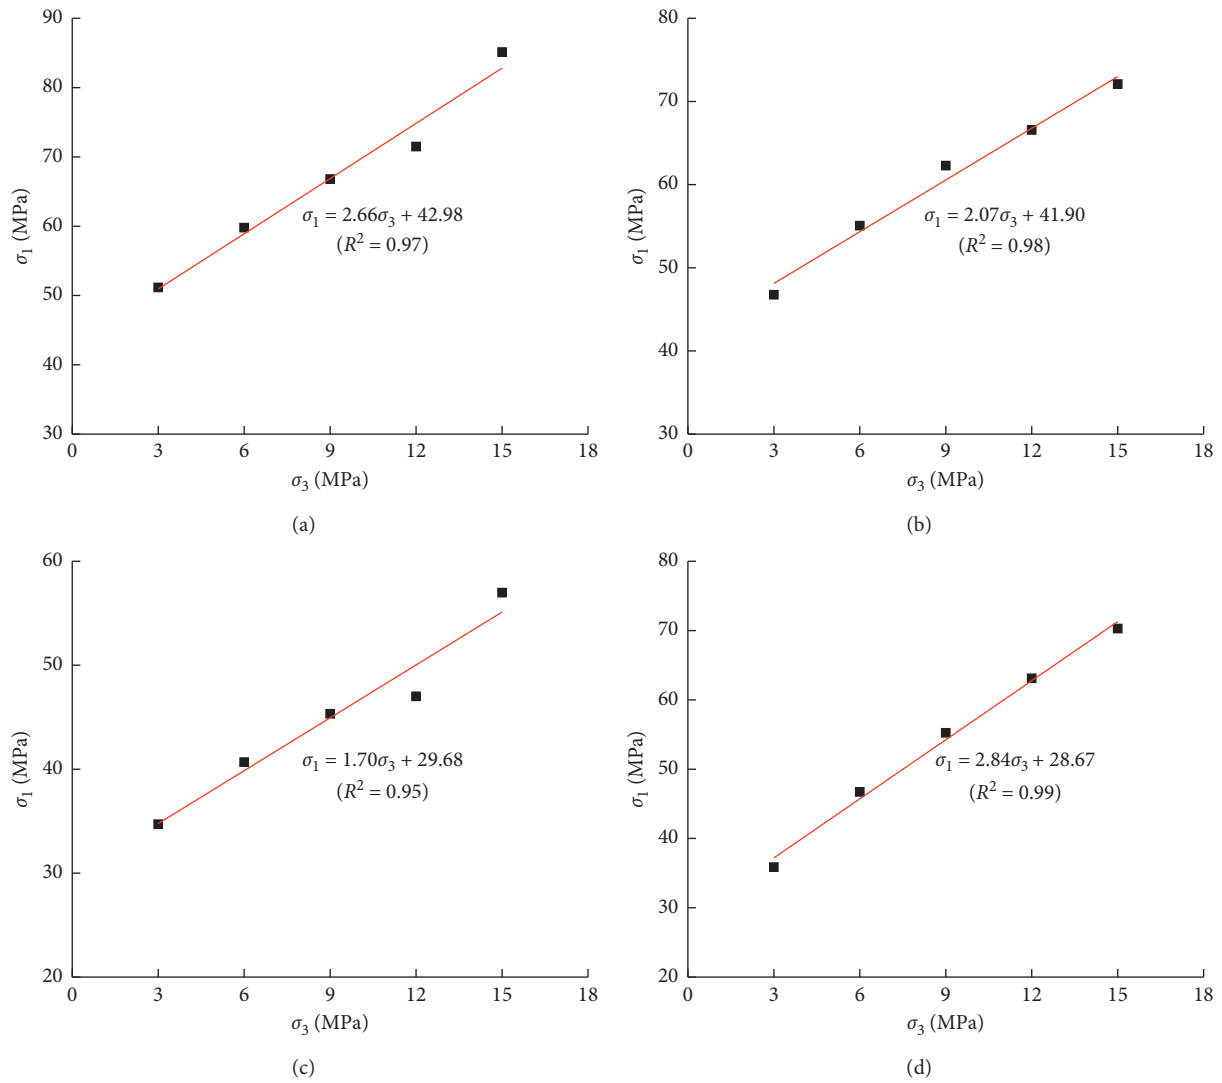 90
80
70
60
50
40
30
σ₁ (MPa)
σ₁ = 2.66σ₃ + 42.98
(R² = 0.97)
0 3 6 9 12 15 18
σ₃ (MPa)
(a)
80
70
60
50
40
30
σ₁ (MPa)
σ₁ = 2.07σ₃ + 41.90
(R² = 0.98)
0 3 6 9 12 15 18
σ₃ (MPa)
(b)
60
50
40
30
20
σ₁ (MPa)
σ₁ = 1.70σ₃ + 29.68
(R² = 0.95)
0 3 6 9 12 15 18
σ₃ (MPa)
(c)
80
70
60
50
40
30
20
σ₁ (MPa)
σ₁ = 2.84σ₃ + 28.67
(R² = 0.99)
0 3 6 9 12 15 18
σ₃ (MPa)
(d)